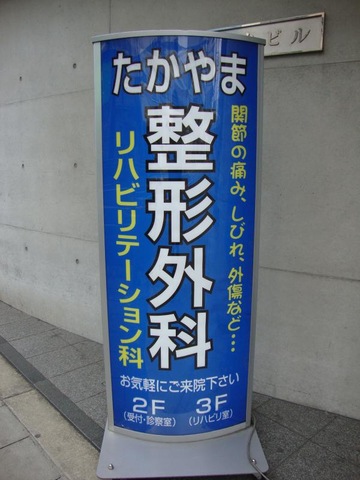 たかやま
整形外科
関節の痛み、しびれ、外傷など・・・
リハビリテーション科
お気軽にご来院下さい
2F 3F
(受付・診察室) (リハビリ室)
ビル